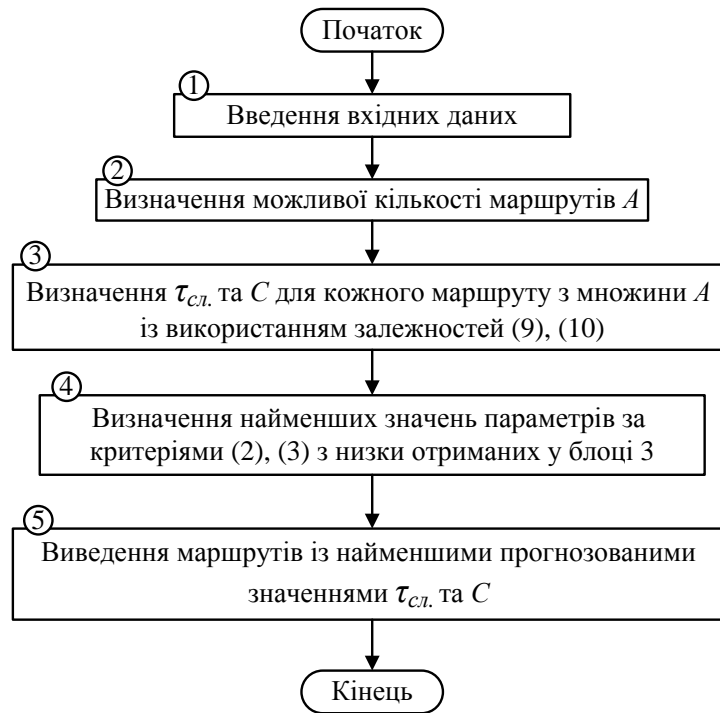 Початок
1
Введення вхідних даних
2
Визначення можливої кількості маршрутів A
3
Визначення τсл. та C для кожного маршруту з множини A
із використанням залежностей (9), (10)
4
Визначення найменших значень параметрів за
критеріями (2), (3) з низки отриманих у блоці 3
5
Виведення маршрутів із найменшими прогнозованими
значеннями τсл. та C
Кінець